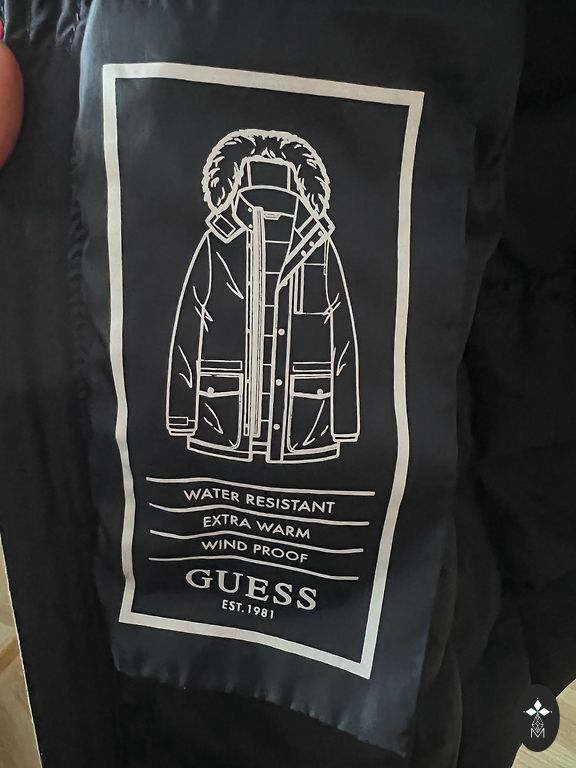 WATER RESISTANT
EXTRA WARM
WIND PROOF
GUESS
EST. 1981